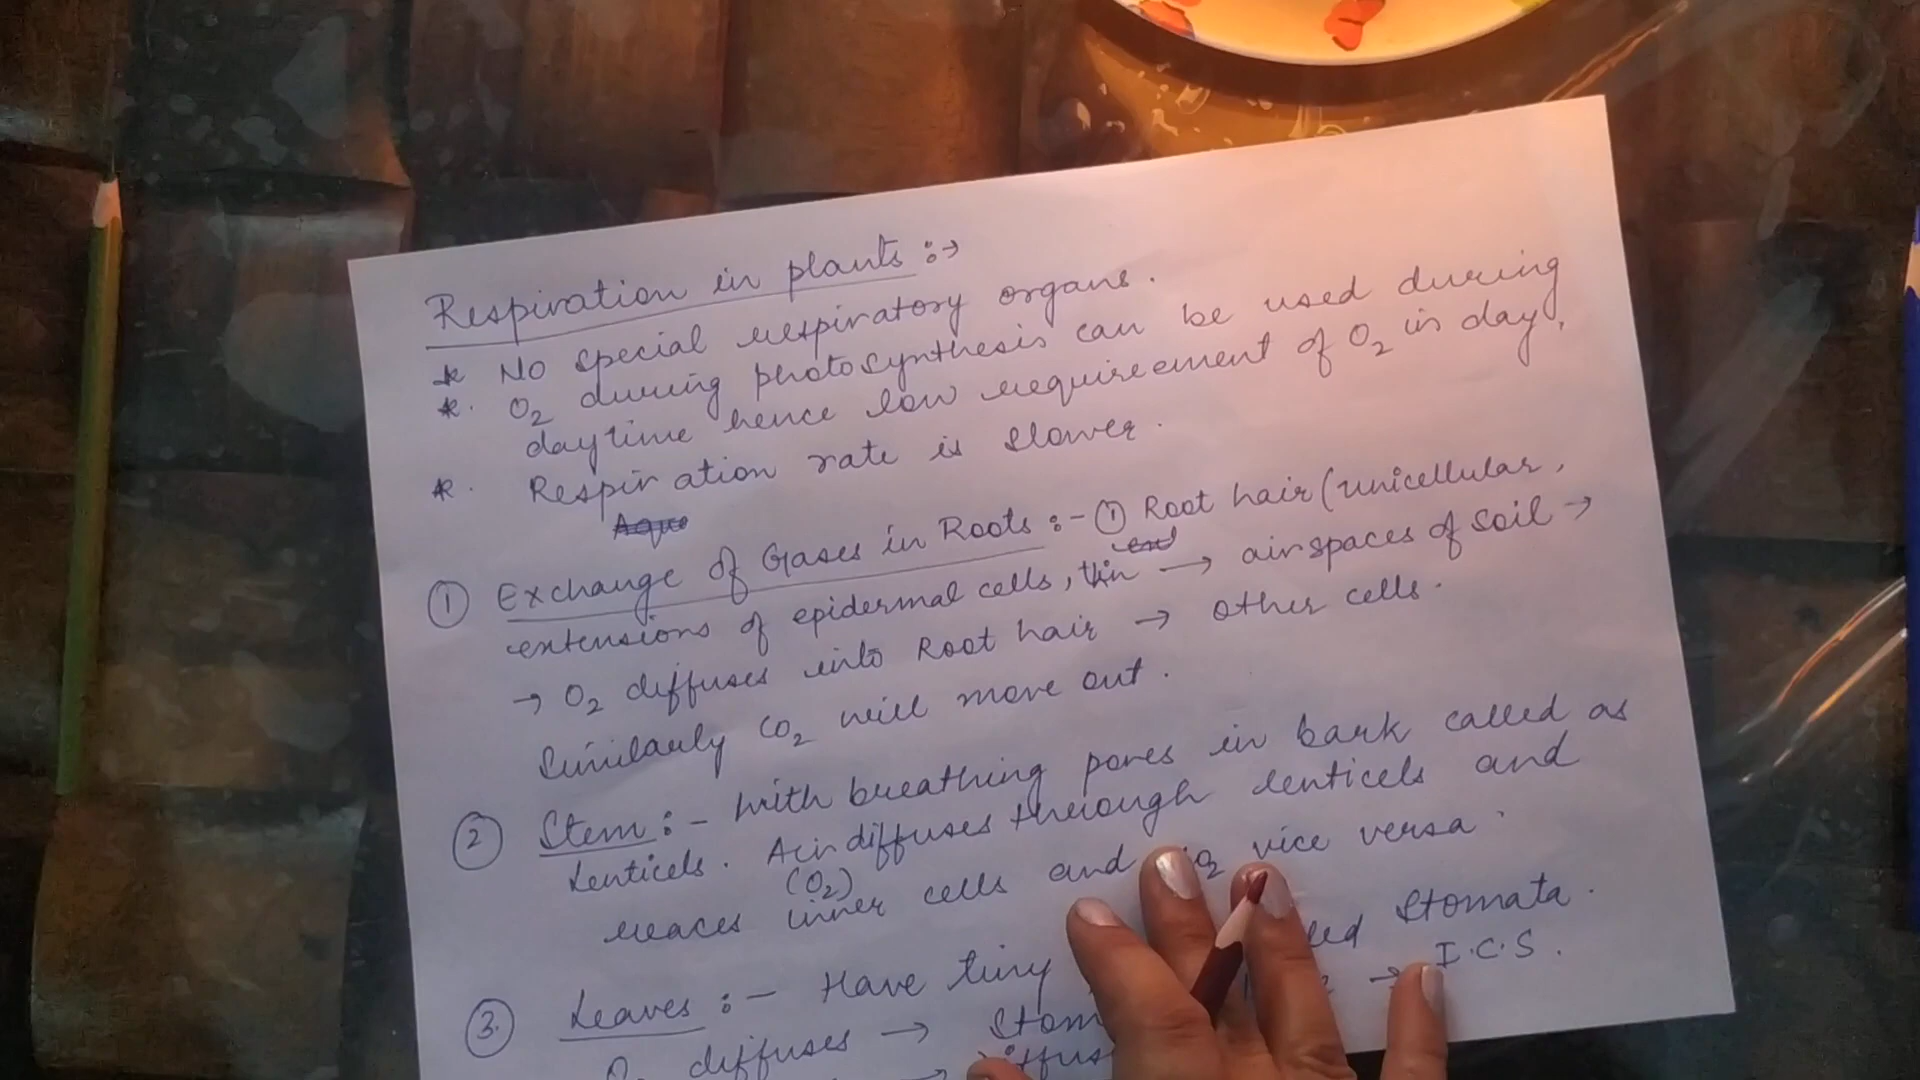 Respiration in plants :→
* No special respiratory organs.
*. O2 during photosynthesis can be used during
daytime hence low requirement of O2 in day.
*. Respiration rate is slower.
① Exchange of Gases in Roots :- ① Root hair (unicellular,
extensions of epidermal cells, thin → airspaces of soil →
→ O2 diffuses into Root hair → other cells.
Similarly CO2 will move out.
② Stem :- With breathing pores in bark called as
Lenticels. Air diffuses through lenticels and
(O2)
reaces inner cells and vice versa.
③. Leaves :- Have tiny Stomata.
O2 diffuses → → I.C.S.